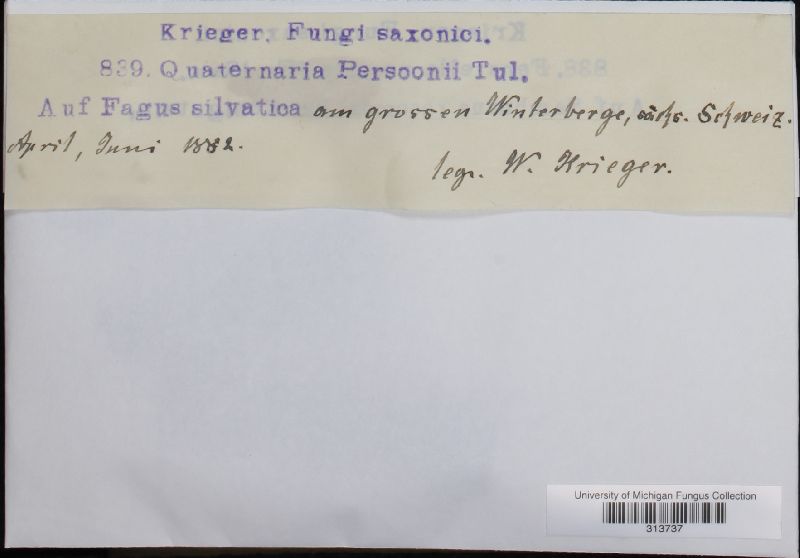 Krieger, Fungi saxonici.
839. Quaternaria Persoonii Tul.
Auf Fagus silvatica am grossen Winterberge, sächs. Schweiz.
April, Juni 1882.
leg. W. Krieger.
University of Michigan Fungus Collection
313737